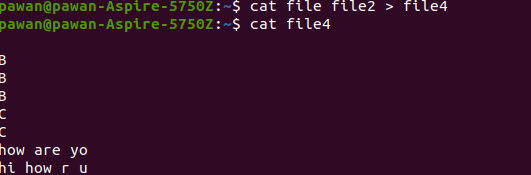 pawan@pawan-Aspire-5750Z:~$ cat file file2 > file4
pawan@pawan-Aspire-5750Z:~$ cat file4
B
B
B
C
C
how are yo
hi how r u